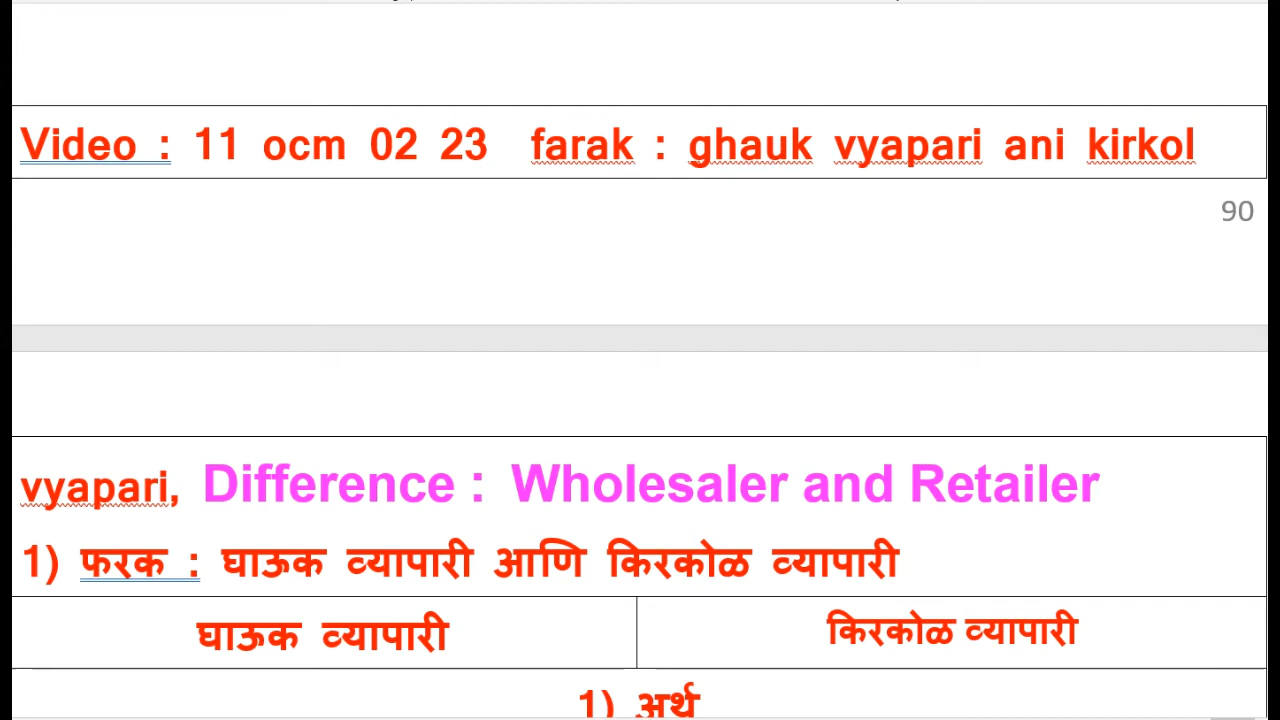 Video : 11 ocm 02 23 farak : ghauk vyapari ani kirkol
90
vyapari, Difference : Wholesaler and Retailer
1) फरक : घाऊक व्यापारी आणि किरकोळ व्यापारी
घाऊक व्यापारी
किरकोळ व्यापारी
1) अर्थ